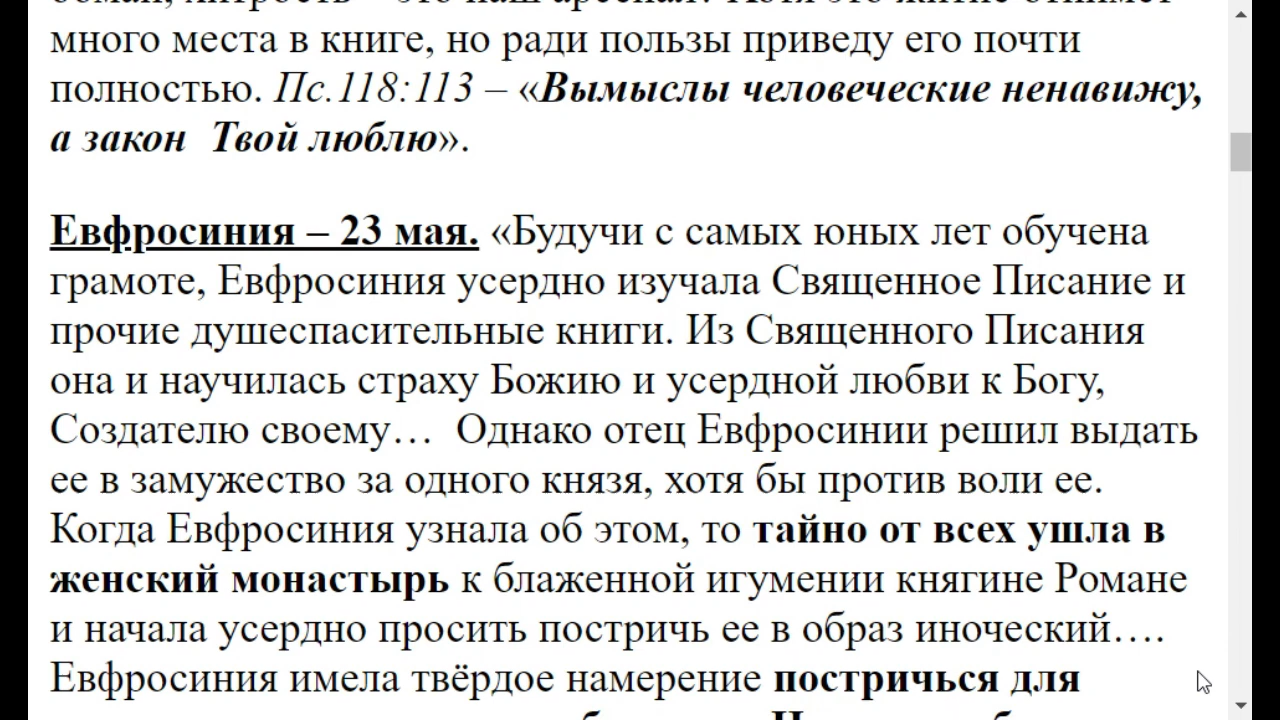 много места в книге, но ради пользы приведу его почти
полностью. Пс.118:113 – «Вымыслы человеческие ненавижу,
а закон  Твой люблю».
Евфросиния – 23 мая. «Будучи с самых юных лет обучена
грамоте, Евфросиния усердно изучала Священное Писание и
прочие душеспасительные книги. Из Священного Писания
она и научилась страху Божию и усердной любви к Богу,
Создателю своему…  Однако отец Евфросинии решил выдать
ее в замужество за одного князя, хотя бы против воли ее.
Когда Евфросиния узнала об этом, то тайно от всех ушла в
женский монастырь к блаженной игумении княгине Романе
и начала усердно просить постричь ее в образ иноческий….
Евфросиния имела твёрдое намерение постричься для